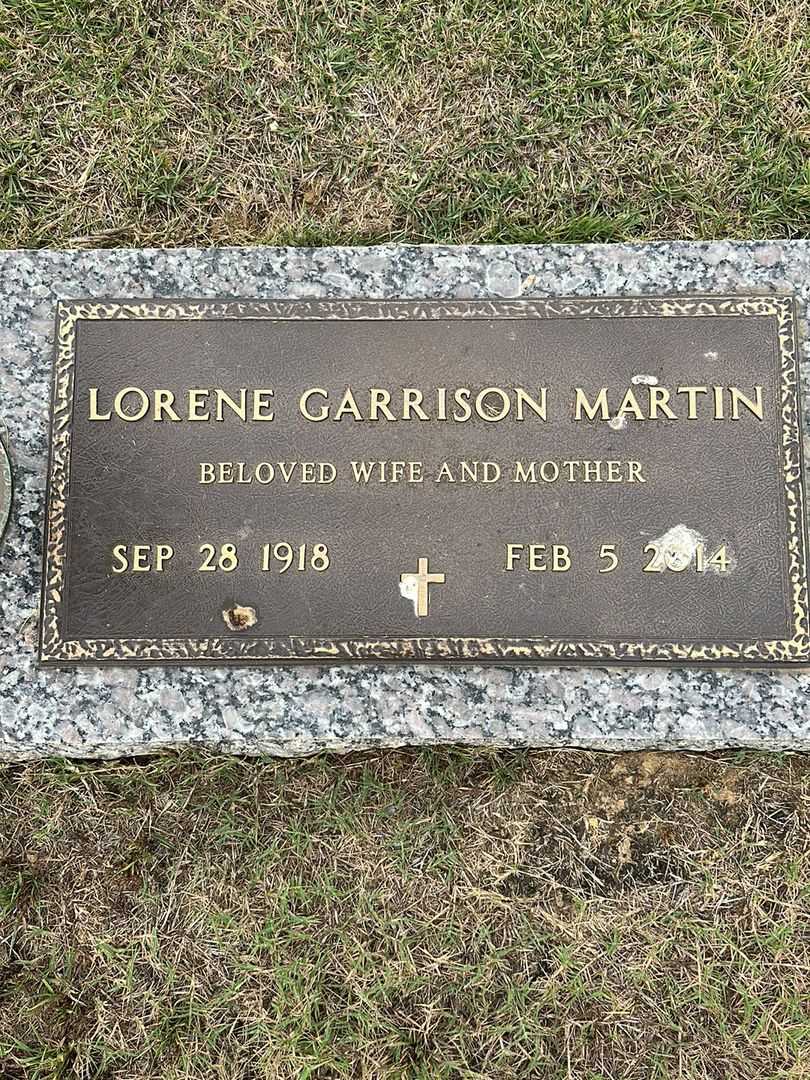 LORENE GARRISON MARTIN
BELOVED WIFE AND MOTHER
SEP 28 1918 FEB 5 2014